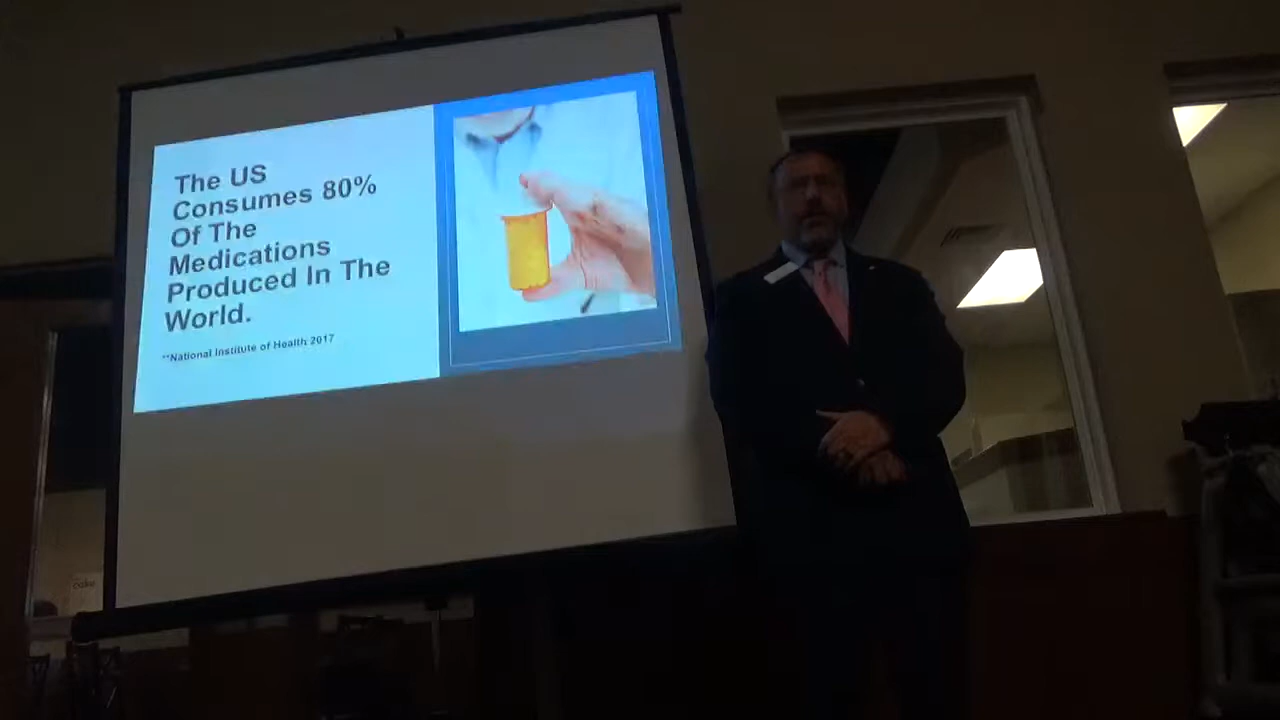 The US
Consumes 80%
Of The
Medications
Produced In The
World.
**National Institute of Health 2017